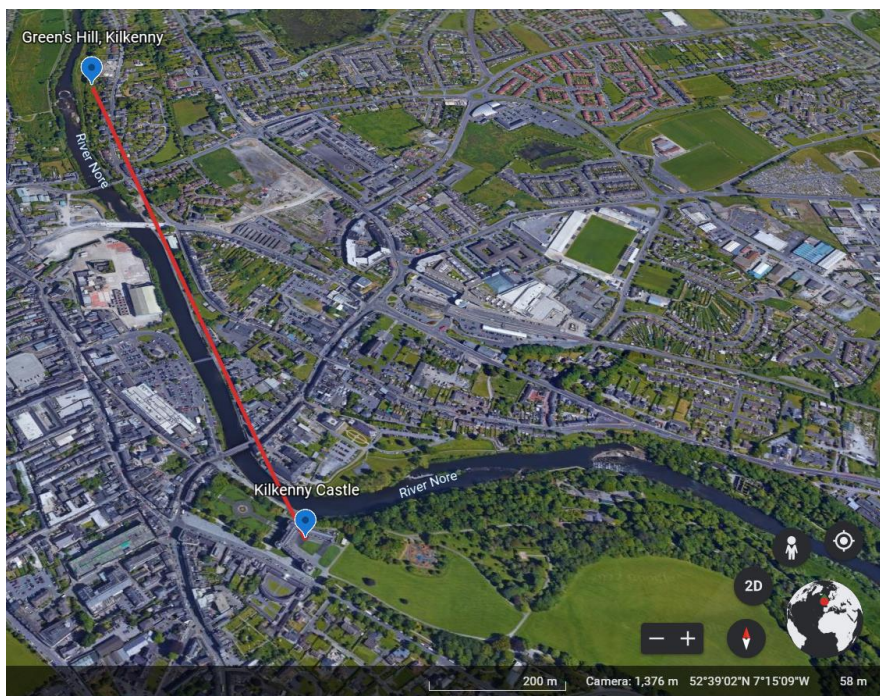 Green's Hill, Kilkenny
River Nore
Kilkenny Castle
River Nore
2D
200 m
Camera: 1,376 m 52°39'02"N 7°15'09"W 58 m